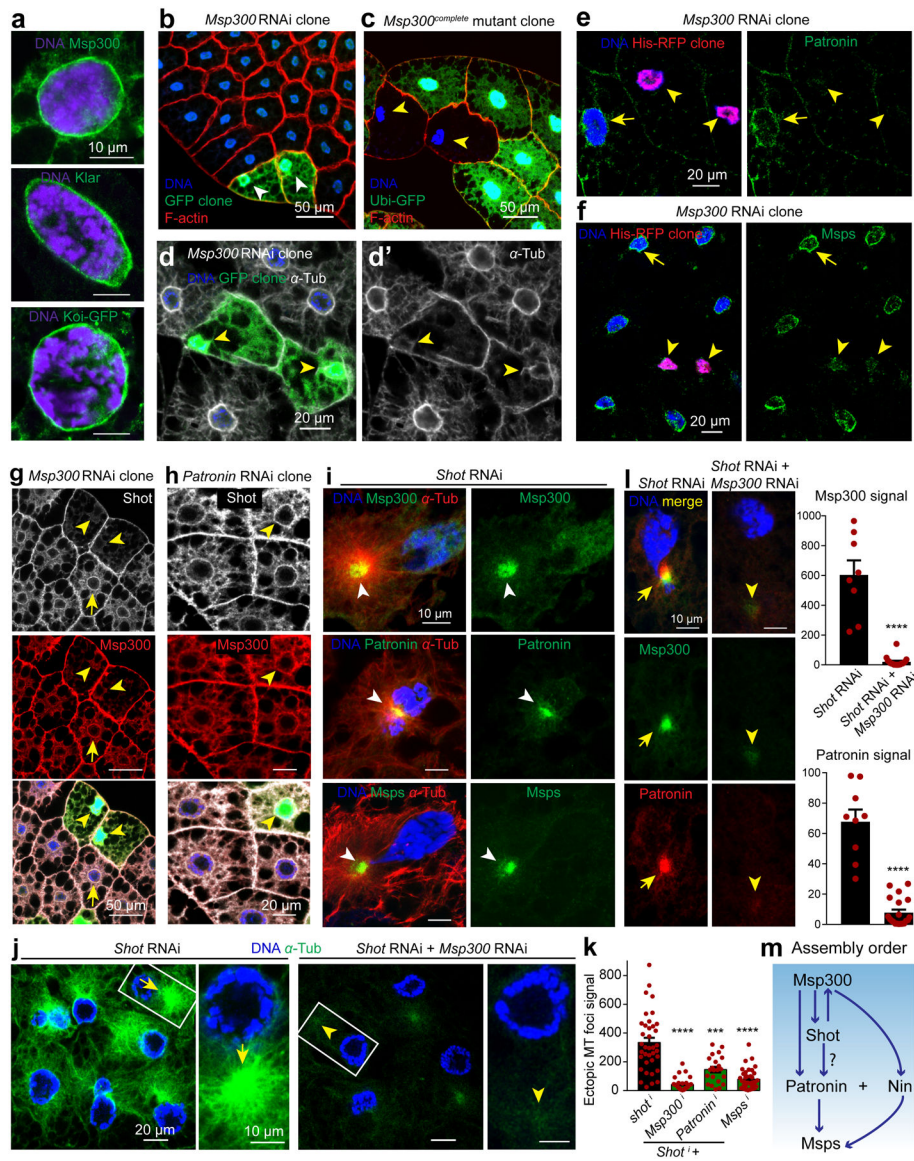 a
DNA Msp300
10 µm
DNA Klar
DNA Koi-GFP
b
Msp300 RNAi clone
DNA
GFP clone
F-actin
50 µm
c
Msp300complete mutant clone
DNA
Ubi-GFP
F-actin
50 µm
d
Msp300 RNAi clone
DNA GFP clone α-Tub
20 µm
d’
α-Tub
e
Msp300 RNAi clone
DNA His-RFP clone
Patronin
20 µm
f
Msp300 RNAi clone
DNA His-RFP clone
Msps
20 µm
g
Msp300 RNAi clone
Shot
Msp300
50 µm
h
Patronin RNAi clone
Shot
Msp300
20 µm
i
Shot RNAi
DNA Msp300 α-Tub
Msp300
10 µm
DNA Patronin α-Tub
Patronin
DNA Msps α-Tub
Msps
l
Shot RNAi
Shot RNAi +
Msp300 RNAi
DNA merge
10 µm
Msp300
Patronin
Msp300 signal
1000
800
600
400
200
0
****
Shot RNAi
Shot RNAi +
Msp300 RNAi
Patronin signal
100
80
60
40
20
0
****
j
Shot RNAi
DNA α-Tub
Shot RNAi + Msp300 RNAi
20 µm
10 µm
k
Ectopic MT foci signal
1000
800
600
400
200
0
****
***
****
shot i
Msp300 i
Patronin i
Msps i
Shot i +
m
Assembly order
Msp300
Shot
?
Patronin + Nin
Msps